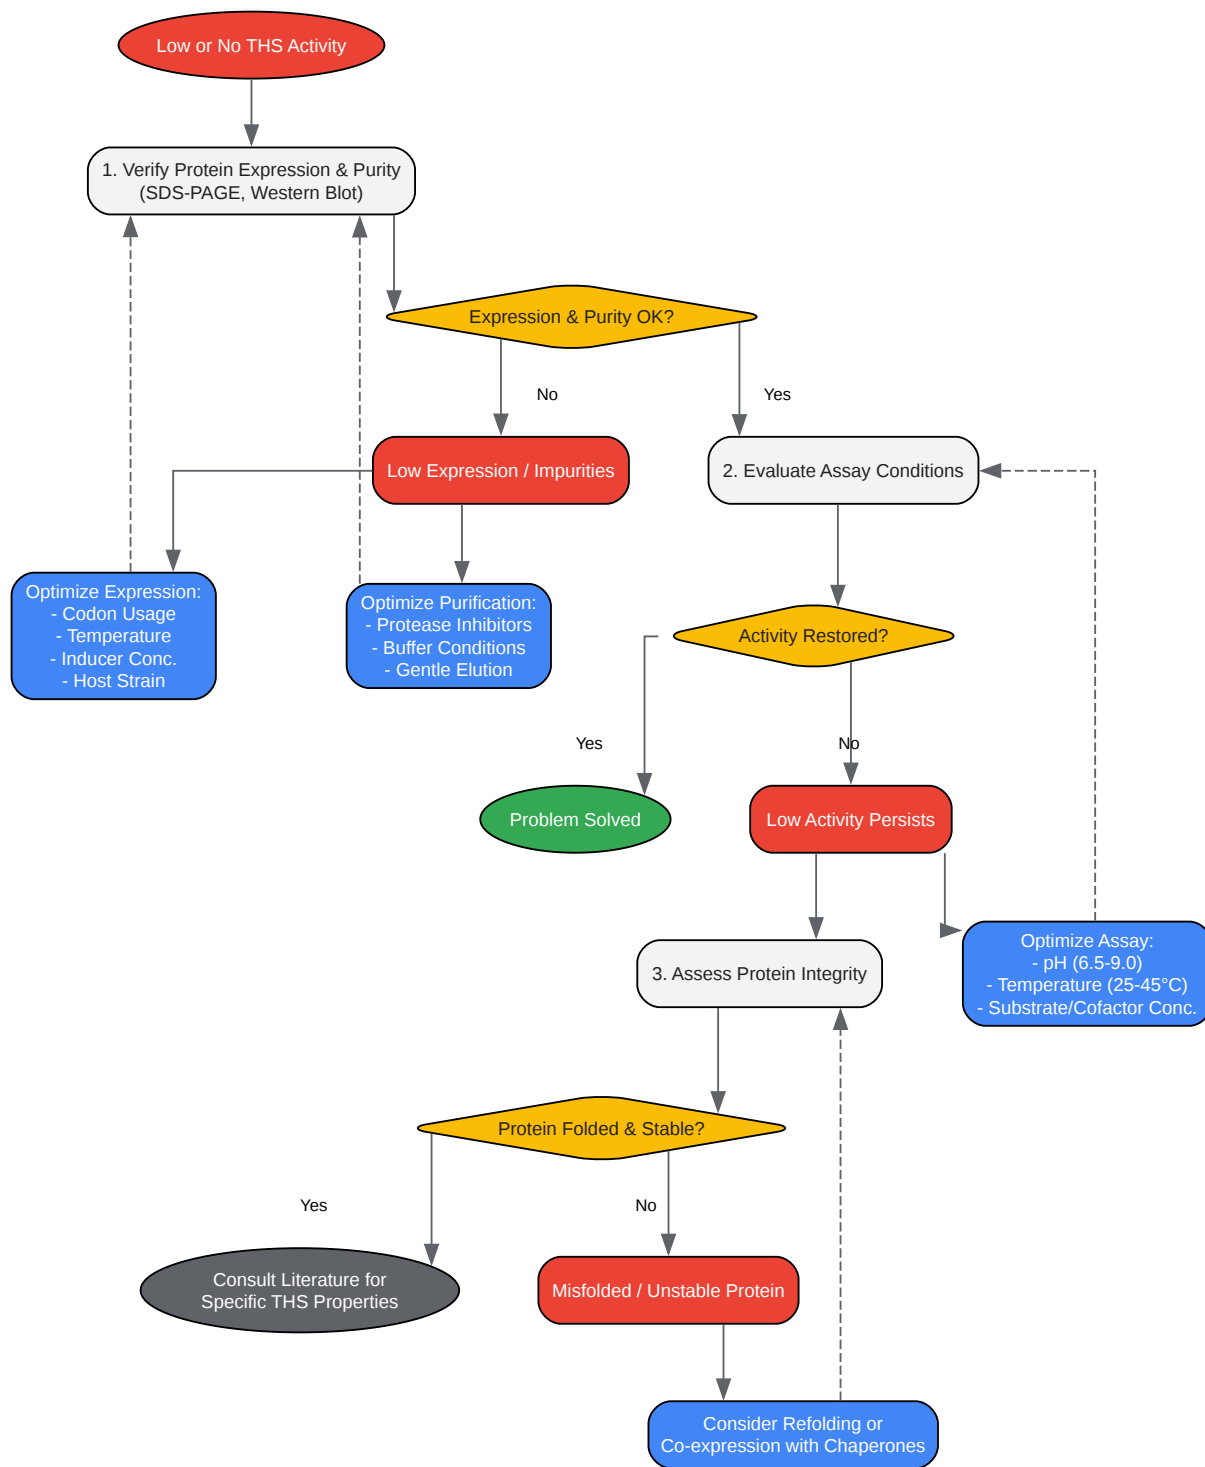 Low or No THS Activity
1. Verify Protein Expression & Purity
(SDS-PAGE, Western Blot)
Expression & Purity OK?
No
Yes
Low Expression / Impurities
2. Evaluate Assay Conditions
Optimize Expression:
- Codon Usage
- Temperature
- Inducer Conc.
- Host Strain
Optimize Purification:
- Protease Inhibitors
- Buffer Conditions
- Gentle Elution
Activity Restored?
Yes
No
Problem Solved
Low Activity Persists
3. Assess Protein Integrity
Optimize Assay:
- pH (6.5-9.0)
- Temperature (25-45°C)
- Substrate/Cofactor Conc.
Protein Folded & Stable?
Yes
No
Consult Literature for
Specific THS Properties
Misfolded / Unstable Protein
Consider Refolding or
Co-expression with Chaperones